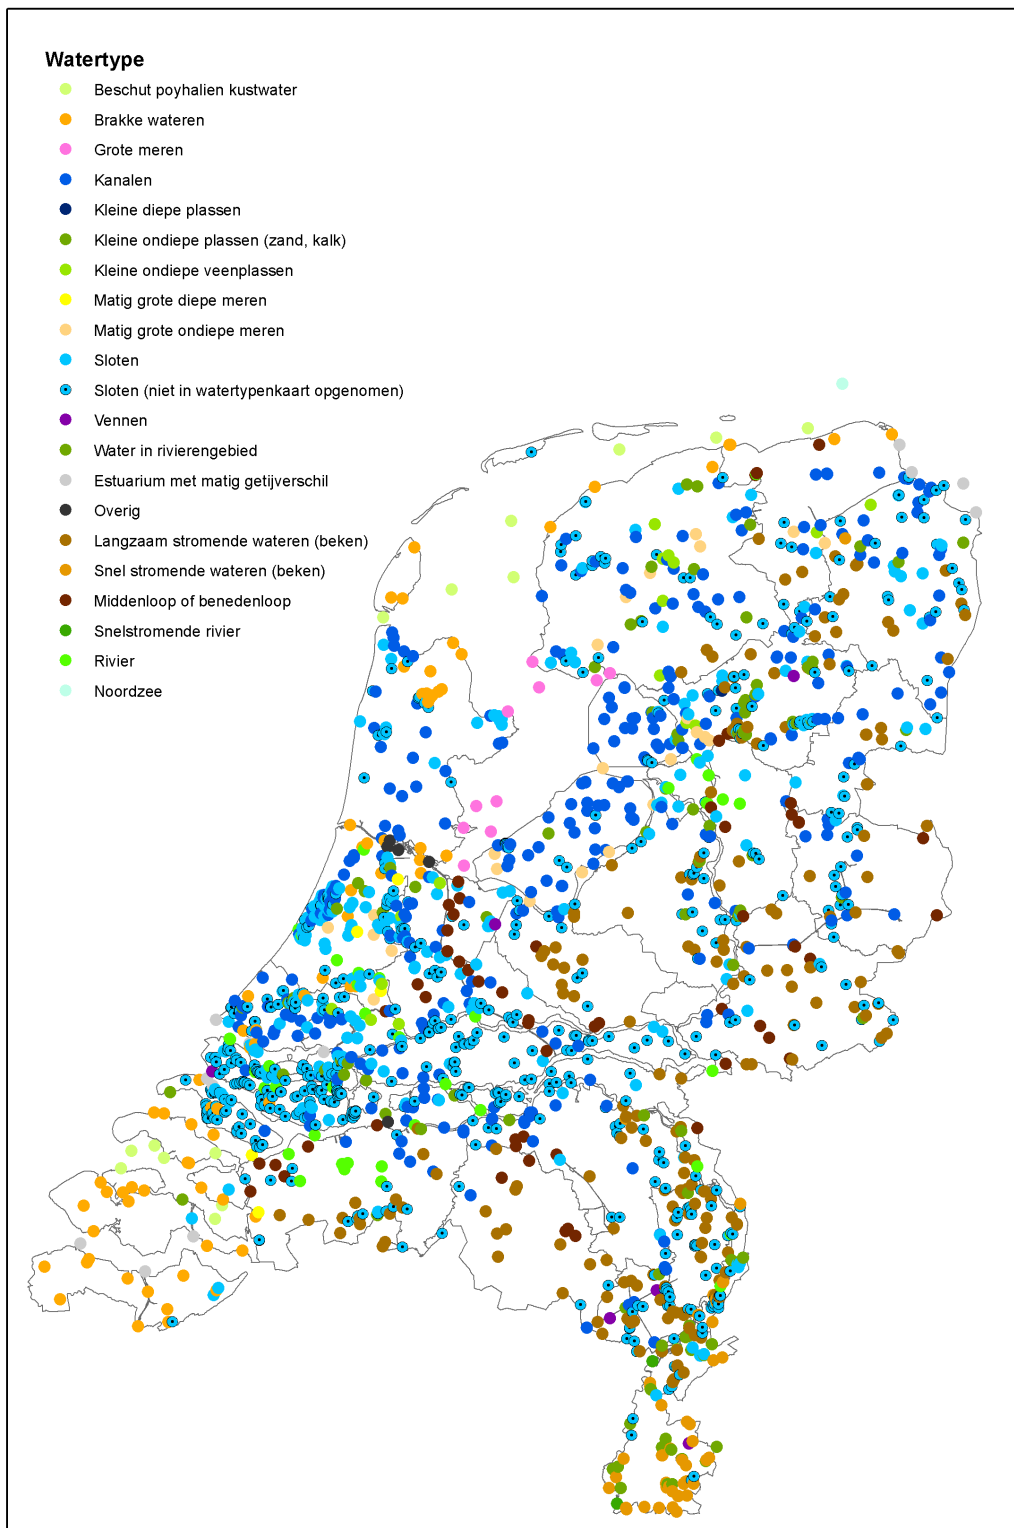 Watertype
Beschut poyhalien kustwater
Brakke wateren
Grote meren
Kanalen
Kleine diepe plassen
Kleine ondiepe plassen (zand, kalk)
Kleine ondiepe veenplassen
Matig grote diepe meren
Matig grote ondiepe meren
Sloten
Sloten (niet in watertypenkaart opgenomen)
Vennen
Water in rivierengebied
Estuarium met matig getijverschil
Overig
Langzaam stromende wateren (beken)
Snel stromende wateren (beken)
Middenloop of benedenloop
Snelstromende rivier
Rivier
Noordzee